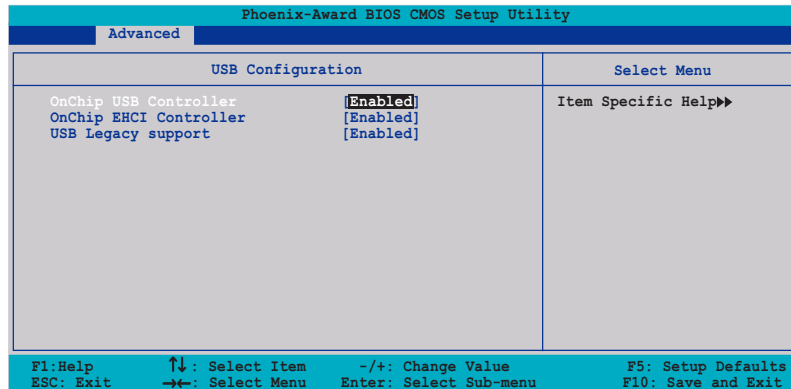 Phoenix-Award BIOS CMOS Setup Utility
Advanced
USB Configuration
Select Menu
OnChip USB Controller [Enabled]
OnChip EHCI Controller [Enabled]
USB Legacy support [Enabled]
Item Specific Help▶▶
F1:Help ↑↓: Select Item -/+: Change Value F5: Setup Defaults
ESC: Exit →←: Select Menu Enter: Select Sub-menu F10: Save and Exit